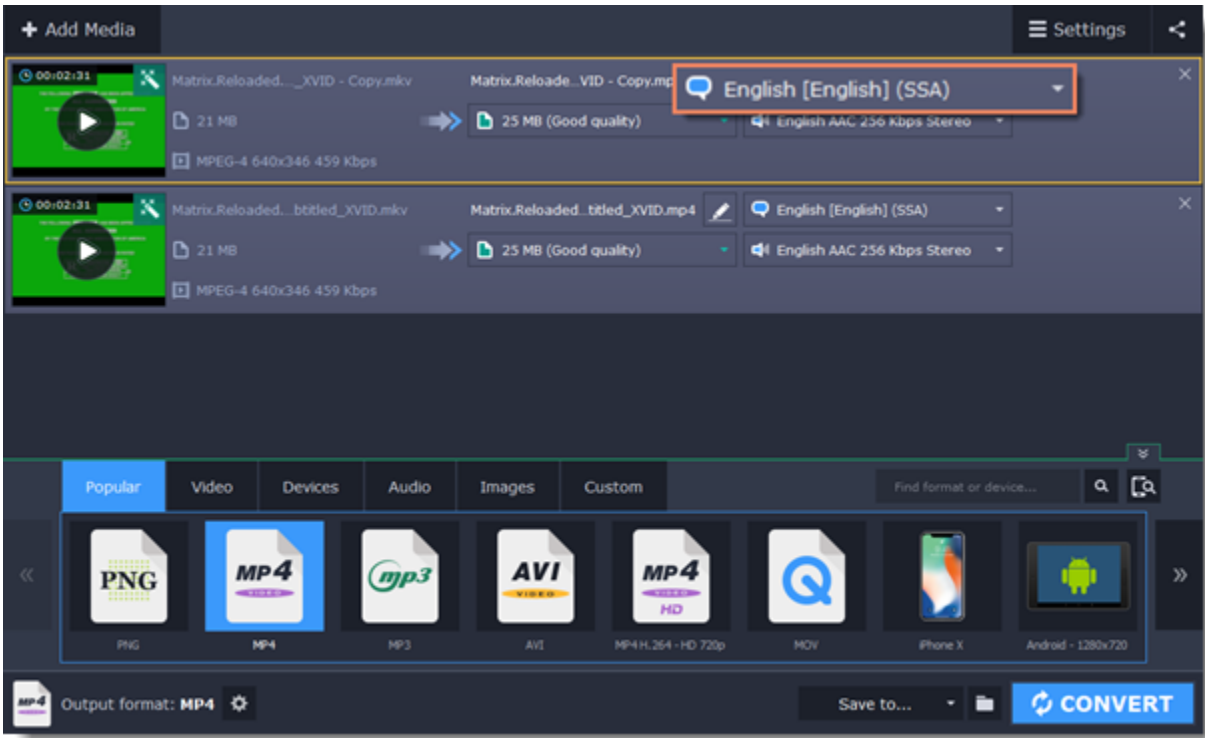 Add Media
Settings
00:02:31
Matrix.Reloaded...._XVID - Copy.mkv
Matrix.Reloade...VID - Copy.mp
English [English] (SSA)
21 MB
25 MB (Good quality)
English AAC 256 Kbps Stereo
MPEG-4 640x346 459 Kbps
00:02:31
Matrix.Reloaded....btitled_XVID.mkv
Matrix.Reloaded...titled_XVID.mp4
English [English] (SSA)
21 MB
25 MB (Good quality)
English AAC 256 Kbps Stereo
MPEG-4 640x346 459 Kbps
Popular Video Devices Audio Images Custom
Find format or device...
PNG MP4 VIDEO mp3 AVI VIDEO MP4 VIDEO HD
PNG MP4 MP3 AVI MP4 H.264 - HD 720p MOV iPhone X Android - 1280x720
MP4 Output format: MP4
Save to...
CONVERT